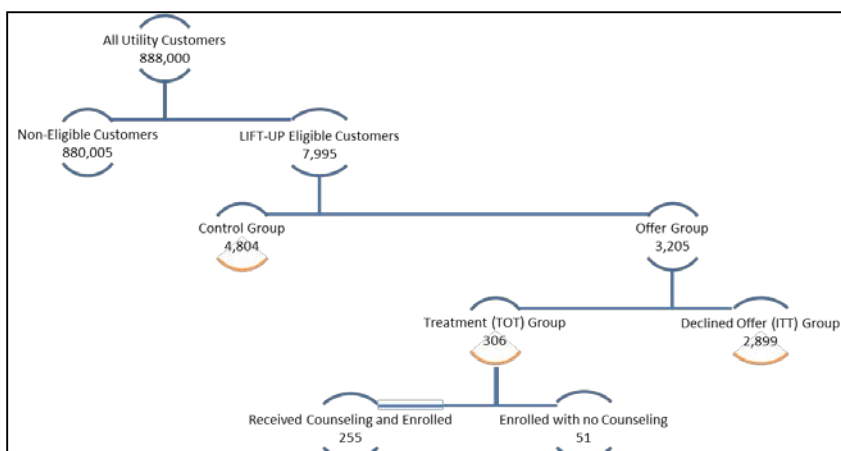 All Utility Customers
888,000
Non-Eligible Customers
880,005
LIFT-UP Eligible Customers
7,995
Control Group
4,804
Offer Group
3,205
Treatment (TOT) Group
306
Declined Offer (ITT) Group
2,899
Received Counseling and Enrolled
255
Enrolled with no Counseling
51